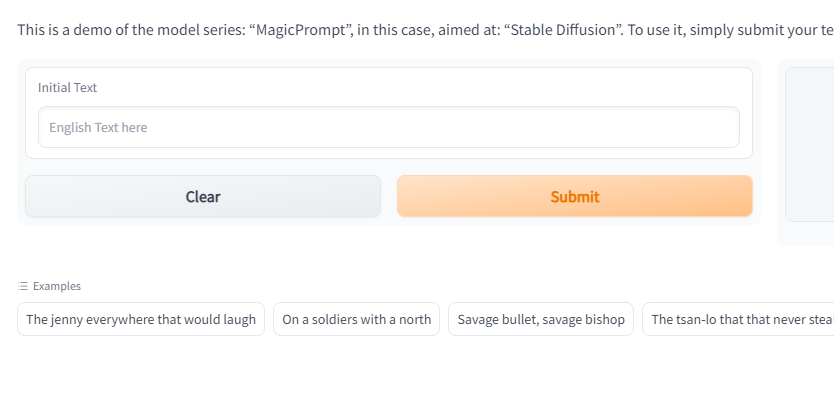 This is a demo of the model series: “MagicPrompt”, in this case, aimed at: “Stable Diffusion”. To use it, simply submit your te
Initial Text
English Text here
Clear Submit
Examples
The jenny everywhere that would laugh On a soldiers with a north Savage bullet, savage bishop The tsan-lo that that never steal